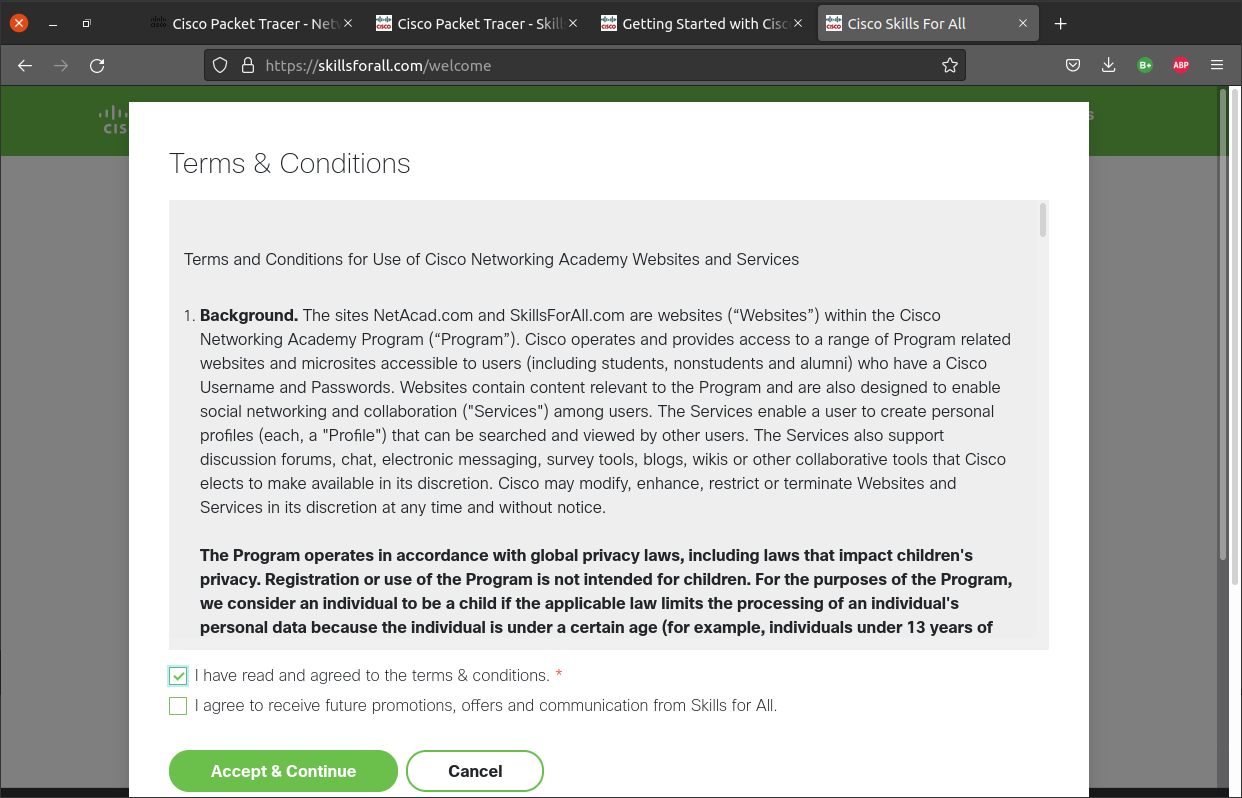 Cisco Packet Tracer - Net
Cisco Packet Tracer - Skill
Getting Started with Cisc
Cisco Skills For All
https://skillsforall.com/welcome
B+
ABP
CIS
Terms & Conditions
Terms and Conditions for Use of Cisco Networking Academy Websites and Services
1. Background. The sites NetAcad.com and SkillsForAll.com are websites (“Websites”) within the Cisco
Networking Academy Program (“Program”). Cisco operates and provides access to a range of Program related
websites and microsites accessible to users (including students, nonstudents and alumni) who have a Cisco
Username and Passwords. Websites contain content relevant to the Program and are also designed to enable
social networking and collaboration ("Services") among users. The Services enable a user to create personal
profiles (each, a "Profile") that can be searched and viewed by other users. The Services also support
discussion forums, chat, electronic messaging, survey tools, blogs, wikis or other collaborative tools that Cisco
elects to make available in its discretion. Cisco may modify, enhance, restrict or terminate Websites and
Services in its discretion at any time and without notice.
The Program operates in accordance with global privacy laws, including laws that impact children's
privacy. Registration or use of the Program is not intended for children. For the purposes of the Program,
we consider an individual to be a child if the applicable law limits the processing of an individual's
personal data because the individual is under a certain age (for example, individuals under 13 years of
I have read and agreed to the terms & conditions. *
I agree to receive future promotions, offers and communication from Skills for All.
Accept & Continue
Cancel